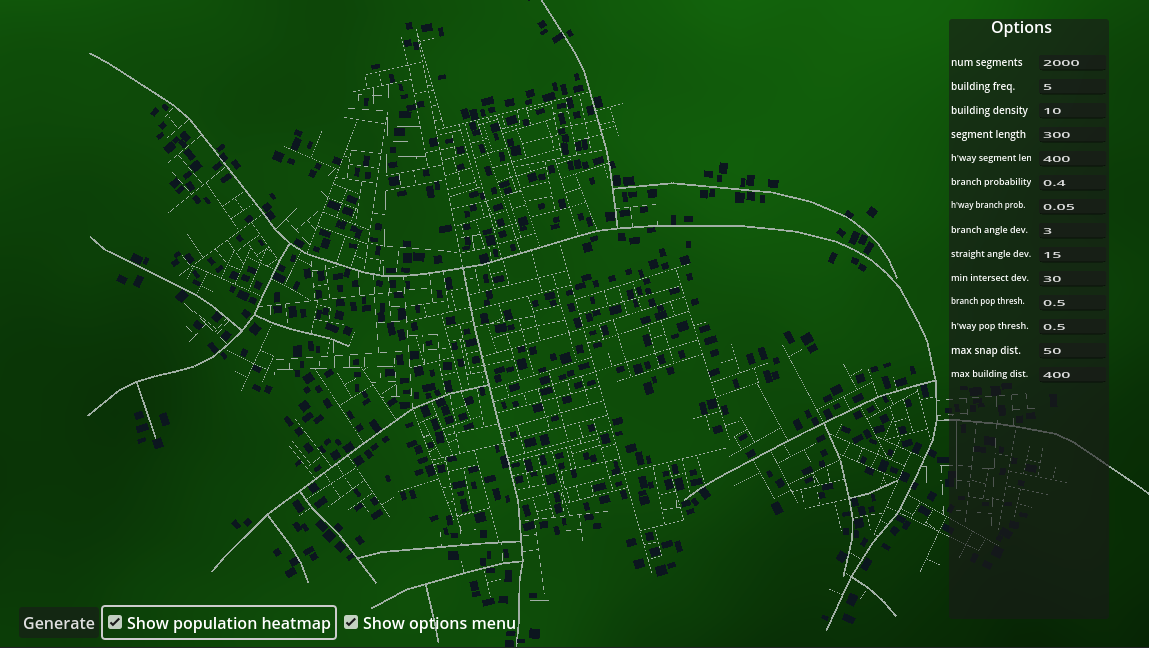 Options
num segments 2000
building freq. 5
building density 10
segment length 300
h'way segment len 400
branch probability 0.4
h'way branch prob. 0.05
branch angle dev. 3
straight angle dev. 15
min intersect dev. 30
branch pop thresh. 0.5
h'way pop thresh. 0.5
max snap dist. 50
max building dist. 400
Generate Show population heatmap Show options menu